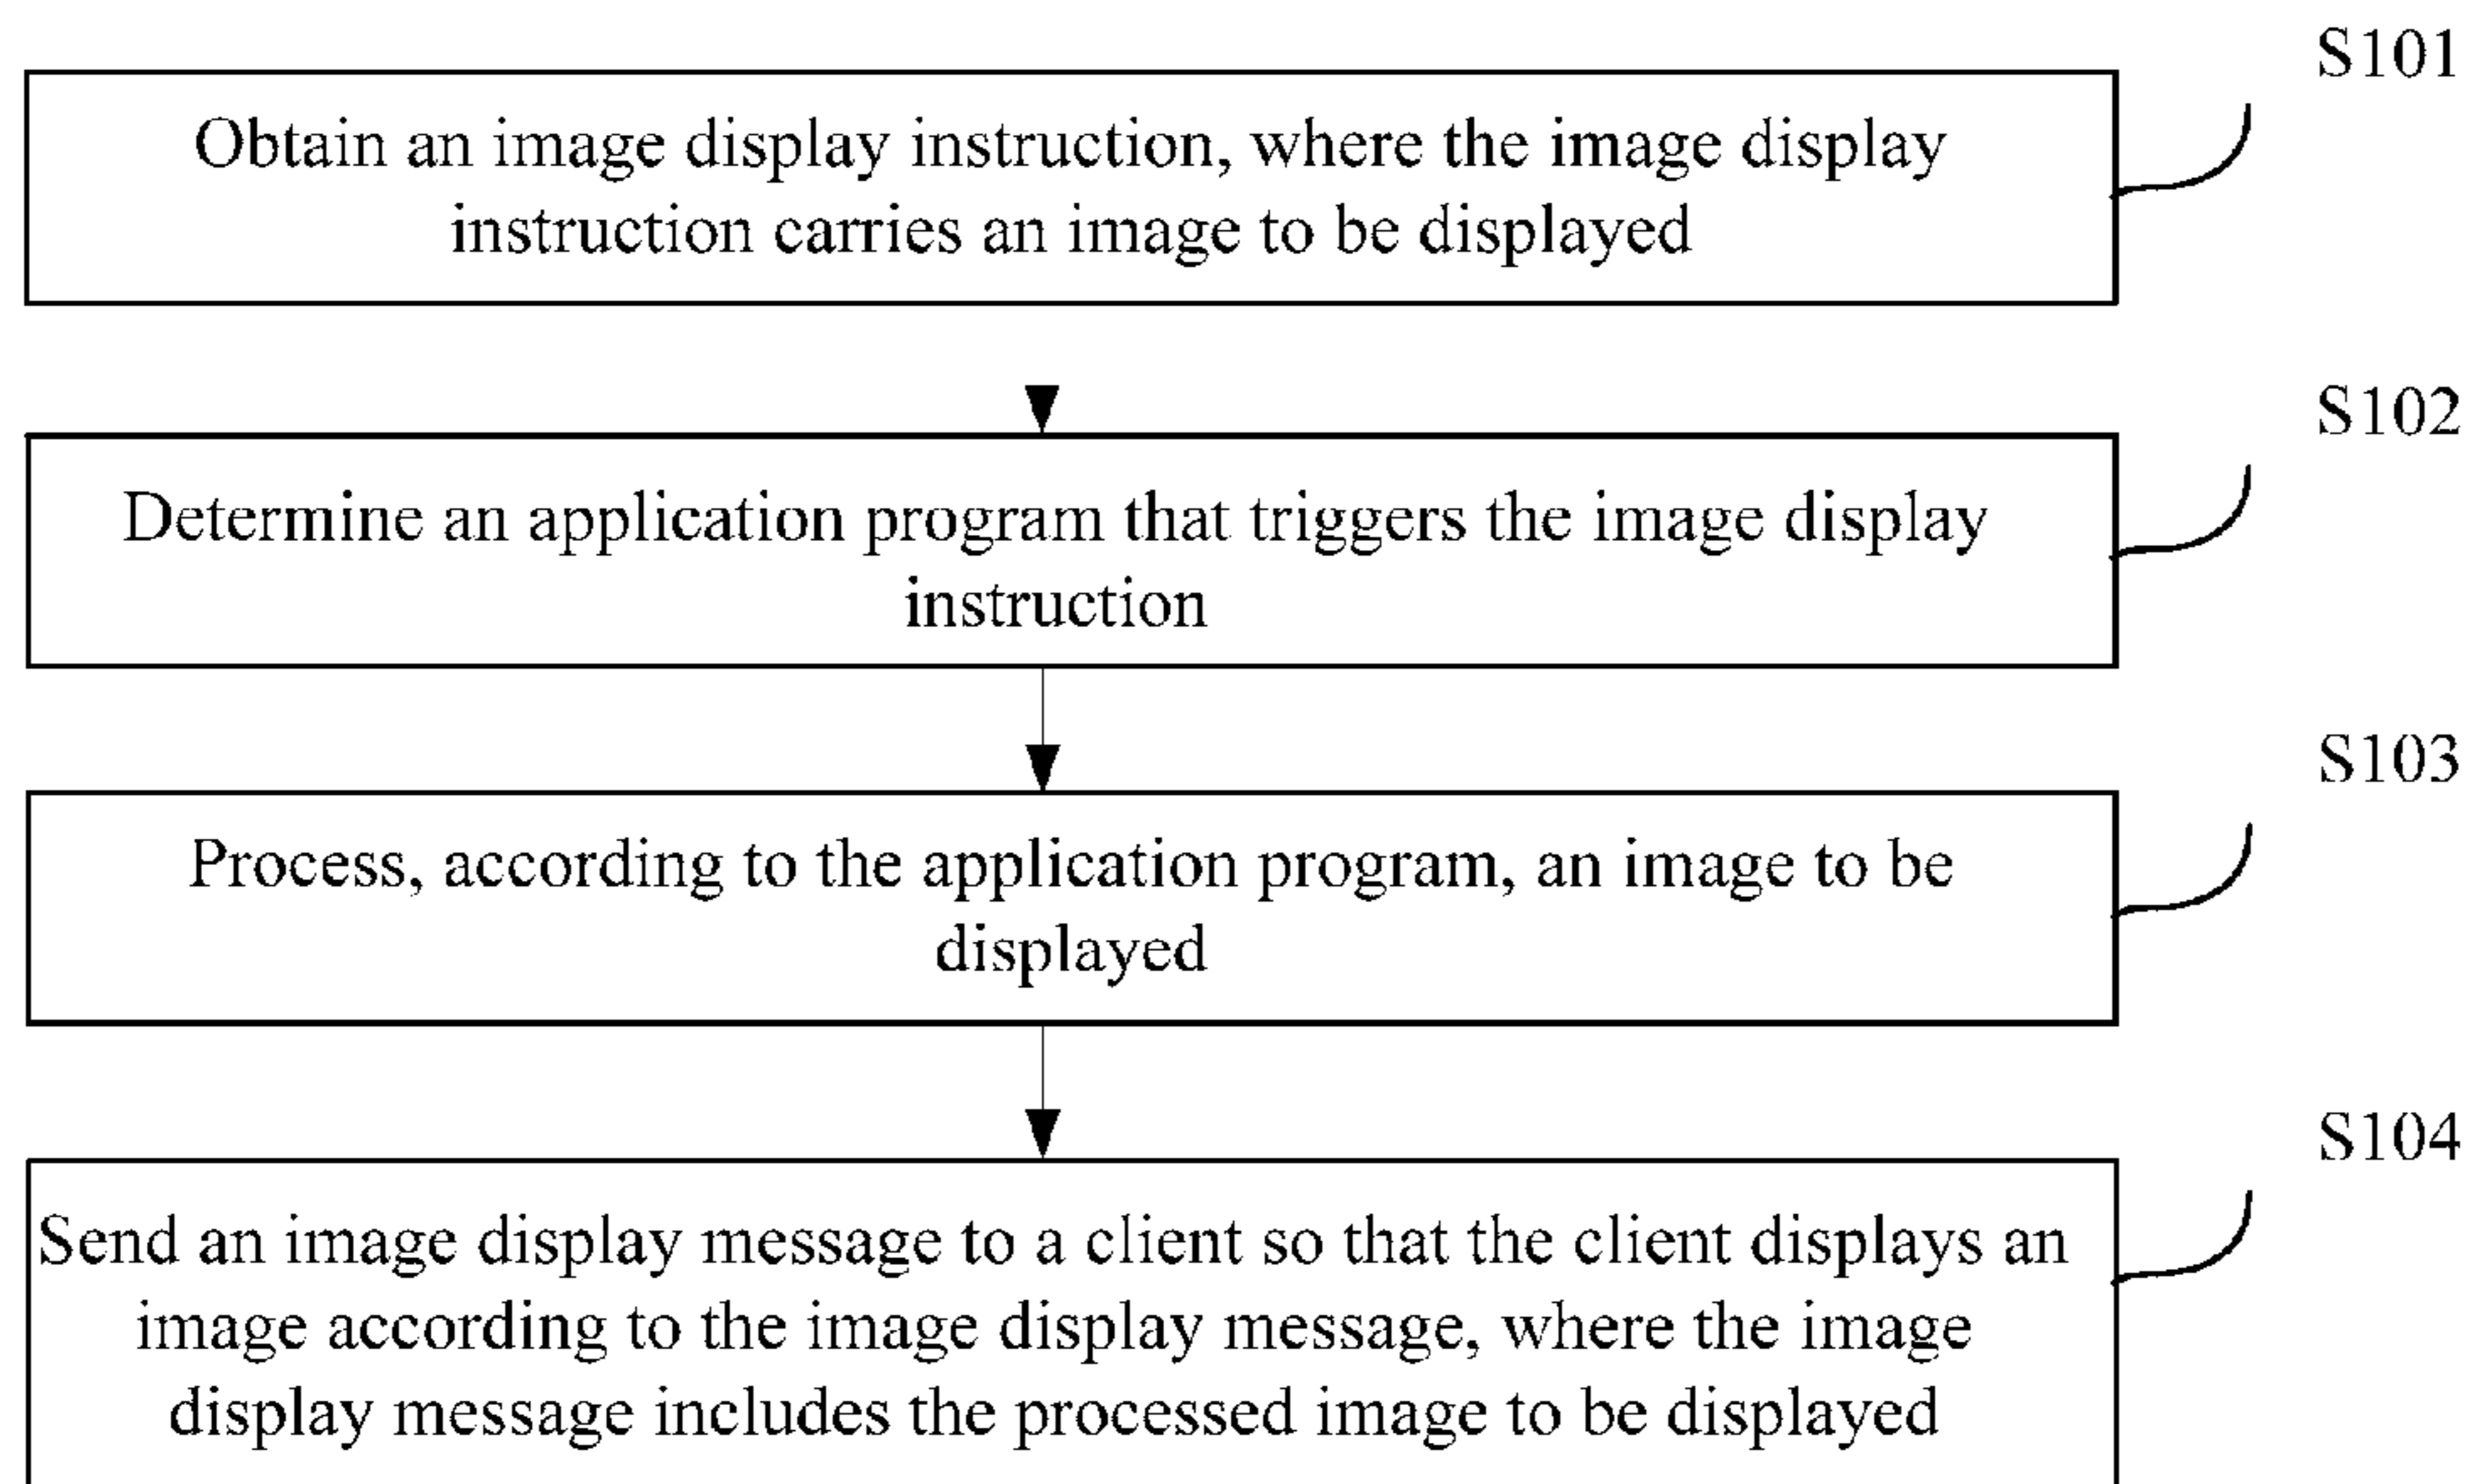 S101
Obtain an image display instruction, where the image display
instruction carries an image to be displayed
S102
Determine an application program that triggers the image display
instruction
S103
Process, according to the application program, an image to be
displayed
S104
Send an image display message to a client so that the client displays an
image according to the image display message, where the image
display message includes the processed image to be displayed